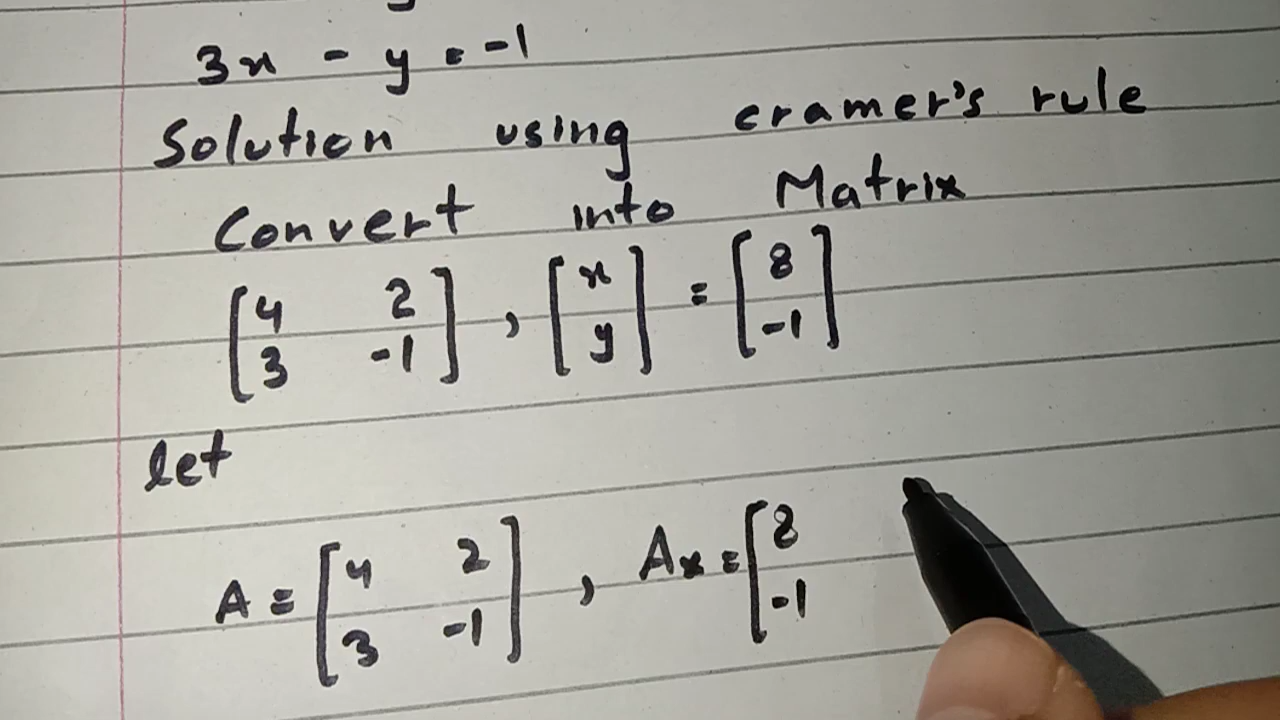 3x - y = -1
Solution using cramer's rule
Convert into Matrix
[4 2
3 -1], [x
y] = [8
-1]
let
A = [4 2
3 -1], Ax = [8
-1